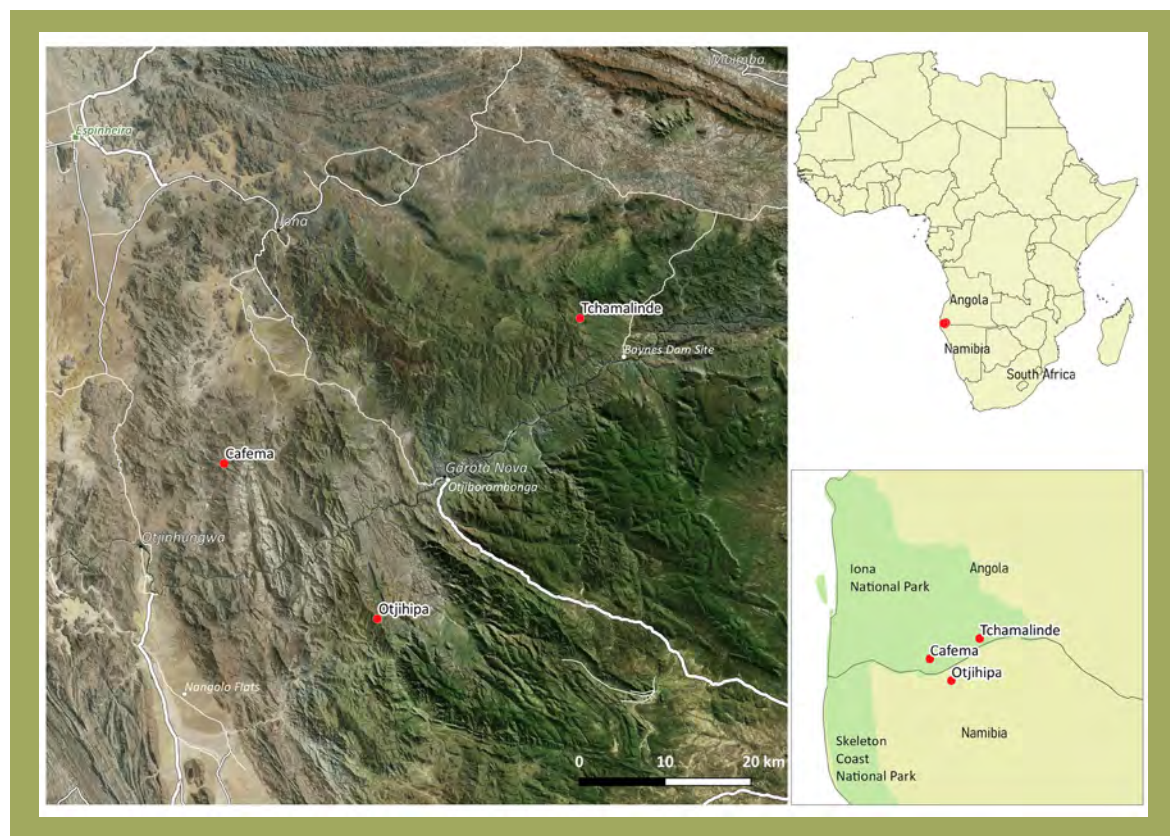 Muimba
Espinheira
Iona
Tchamalinde
Baynes Dam Site
Cafema
Garota Nova
Otjiborombonga
Otjinhungwa
Otjihipa
Nangolo Flats
0 10 20 km
Angola
Namibia
South Africa
Iona
National Park
Angola
Tchamalinde
Cafema
Otjihipa
Namibia
Skeleton
Coast
National Park